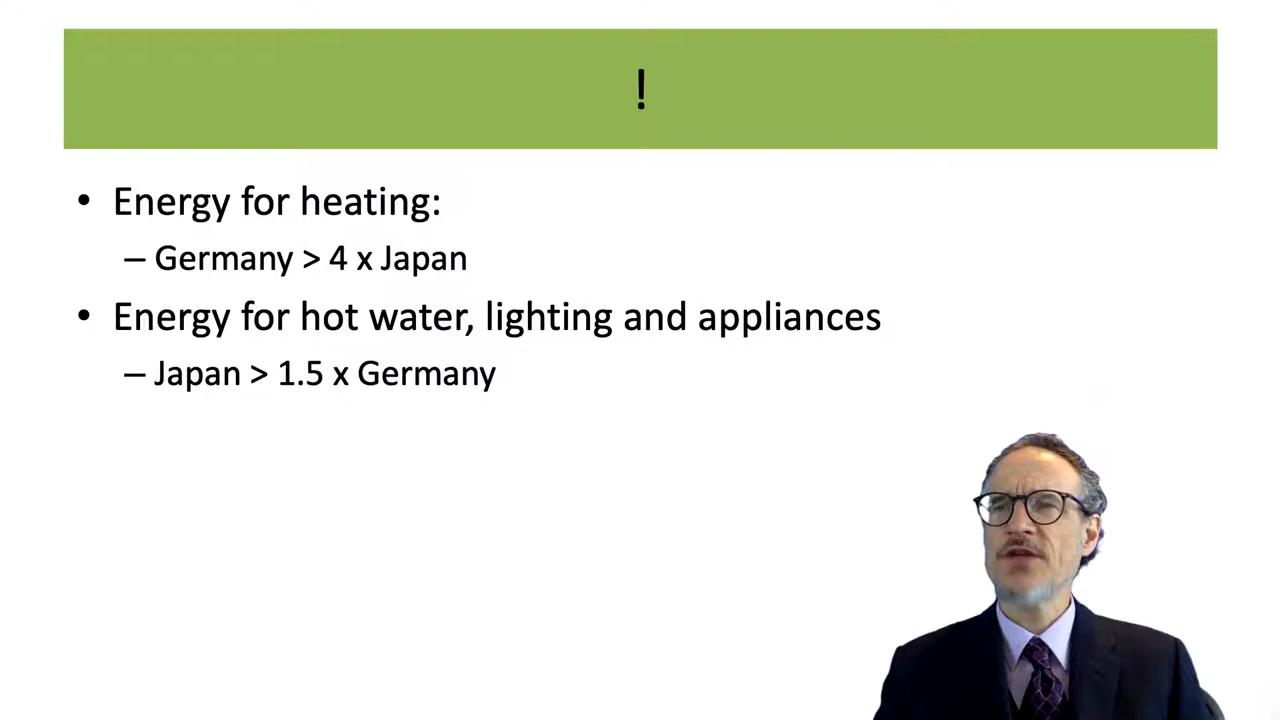 !
• Energy for heating:
– Germany > 4 x Japan
• Energy for hot water, lighting and appliances
– Japan > 1.5 x Germany